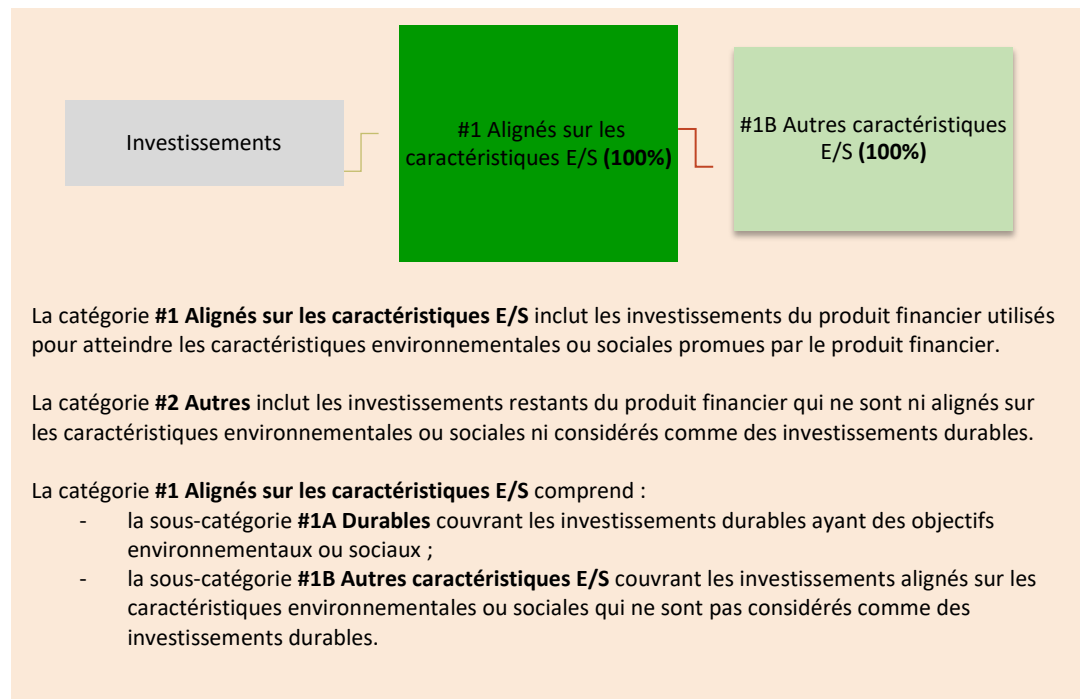 Investissements
#1 Alignés sur les
caractéristiques E/S (100%)
#1B Autres caractéristiques
E/S (100%)
La catégorie #1 Alignés sur les caractéristiques E/S inclut les investissements du produit financier utilisés
pour atteindre les caractéristiques environnementales ou sociales promues par le produit financier.
La catégorie #2 Autres inclut les investissements restants du produit financier qui ne sont ni alignés sur
les caractéristiques environnementales ou sociales ni considérés comme des investissements durables.
La catégorie #1 Alignés sur les caractéristiques E/S comprend :
- la sous-catégorie #1A Durables couvrant les investissements durables ayant des objectifs
environnementaux ou sociaux ;
- la sous-catégorie #1B Autres caractéristiques E/S couvrant les investissements alignés sur les
caractéristiques environnementales ou sociales qui ne sont pas considérés comme des
investissements durables.